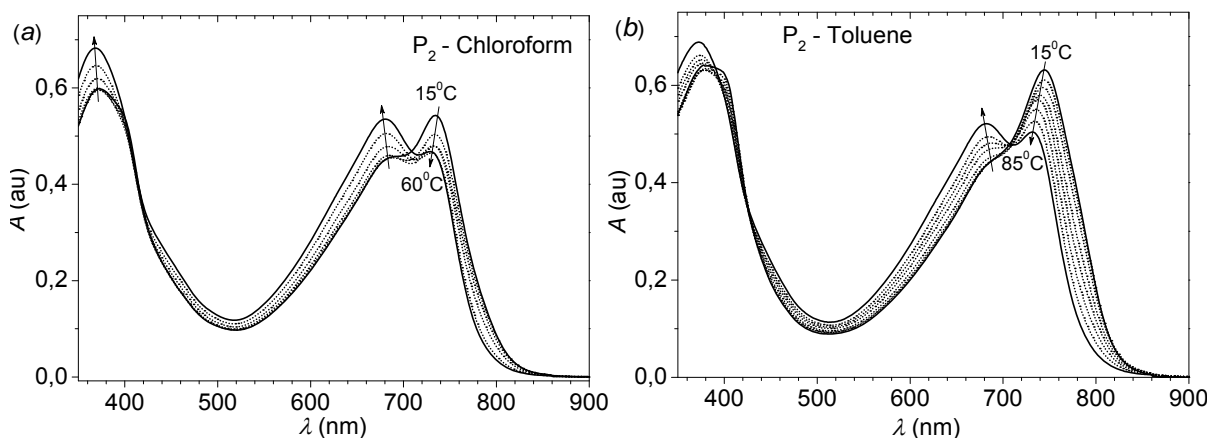 (a)
P₂ - Chloroform
15⁰C
60⁰C
A (au)
0,6
0,4
0,2
0,0
400 500 600 700 800 900
λ (nm)
(b)
P₂ - Toluene
15⁰C
85⁰C
A (au)
0,6
0,4
0,2
0,0
400 500 600 700 800 900
λ (nm)